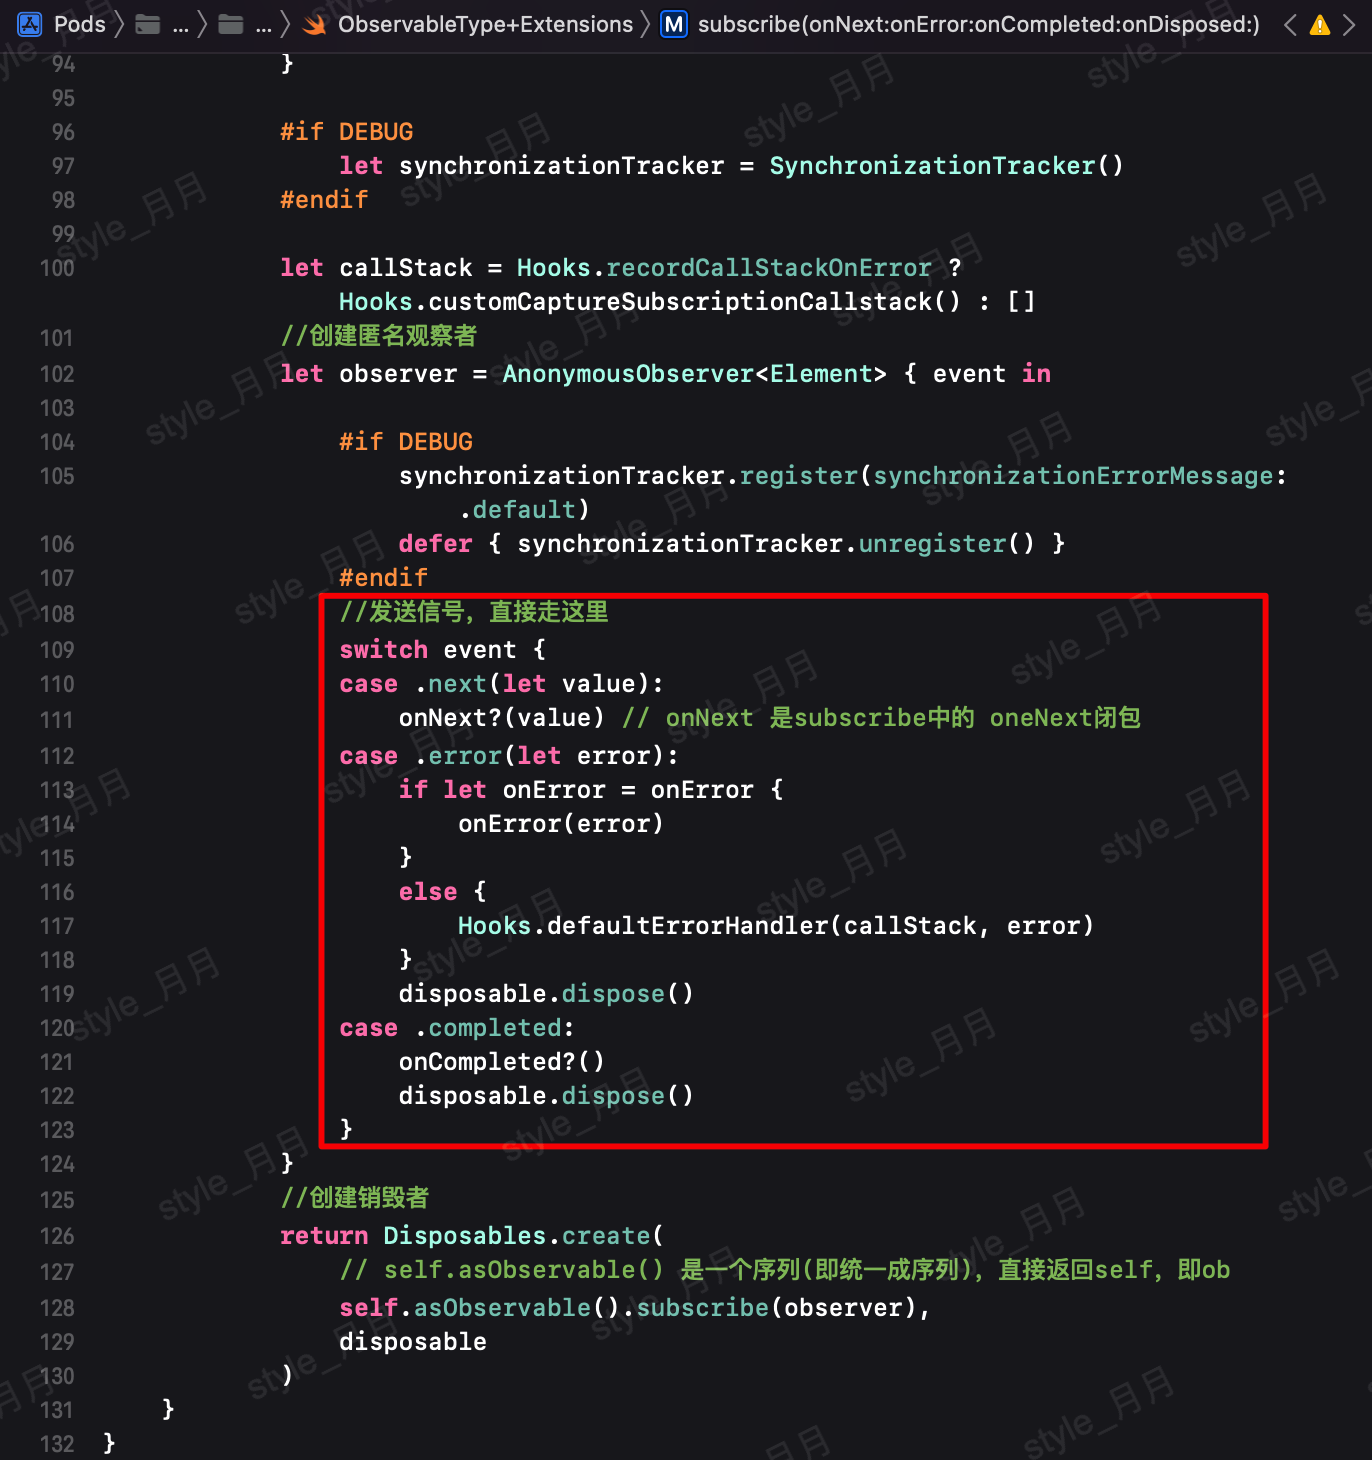 Pods 〉 ... 〉 ... 〉 ObservableType+Extensions 〉 M subscribe(onNext:onError:onCompleted:onDisposed:)
94 }
95
96 #if DEBUG
97 let synchronizationTracker = SynchronizationTracker()
98 #endif
99
100 let callStack = Hooks.recordCallStackOnError ?
Hooks.customCaptureSubscriptionCallstack() : []
101 //创建匿名观察者
102 let observer = AnonymousObserver<Element> { event in
103
104 #if DEBUG
105 synchronizationTracker.register(synchronizationErrorMessage:
.default)
106 defer { synchronizationTracker.unregister() }
107 #endif
108 //发送信号，直接走这里
109 switch event {
110 case .next(let value):
111 onNext?(value) // onNext 是subscribe中的 oneNext闭包
112 case .error(let error):
113 if let onError = onError {
114 onError(error)
115 }
116 else {
117 Hooks.defaultErrorHandler(callStack, error)
118 }
119 disposable.dispose()
120 case .completed:
121 onCompleted?()
122 disposable.dispose()
123 }
124 }
125 //创建销毁者
126 return Disposables.create(
127 // self.asObservable() 是一个序列(即统一成序列)，直接返回self，即ob
128 self.asObservable().subscribe(observer),
129 disposable
130 )
131 }
132 }
style_月月